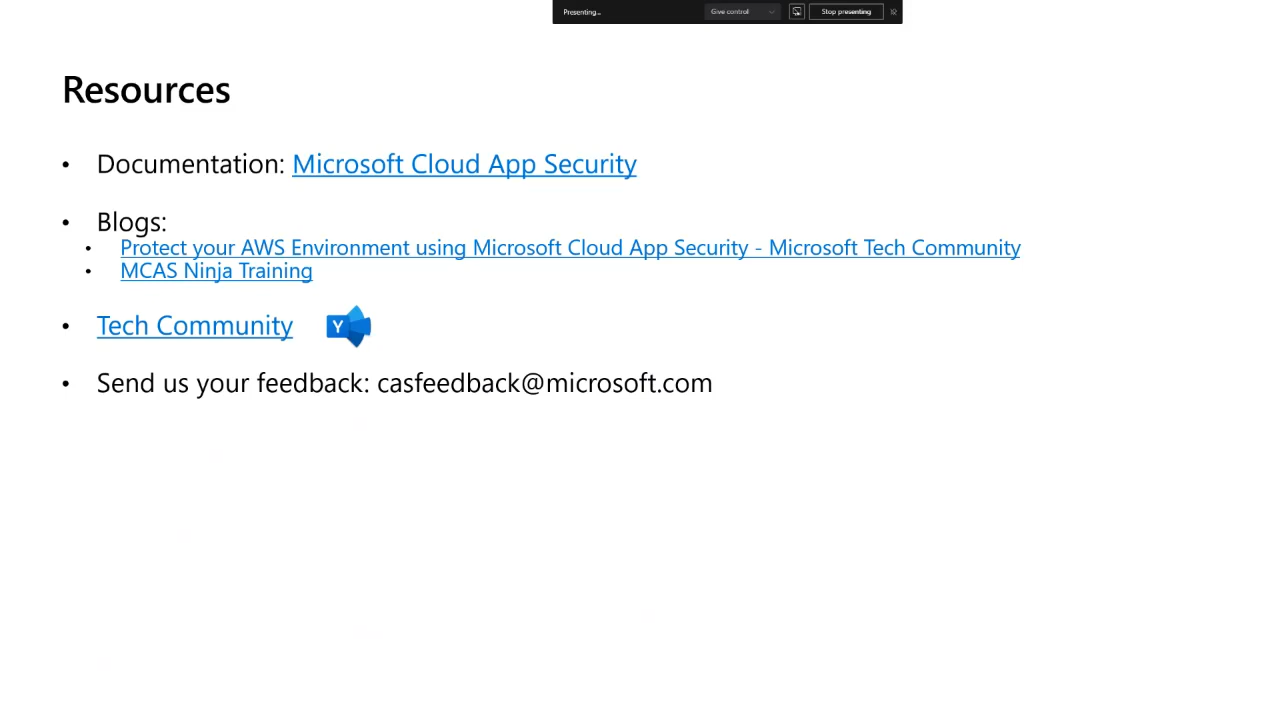 Presenting...
Give control
Stop presenting
Resources
• Documentation: Microsoft Cloud App Security
• Blogs:
• Protect your AWS Environment using Microsoft Cloud App Security - Microsoft Tech Community
• MCAS Ninja Training
• Tech Community
Y
• Send us your feedback: casfeedback@microsoft.com